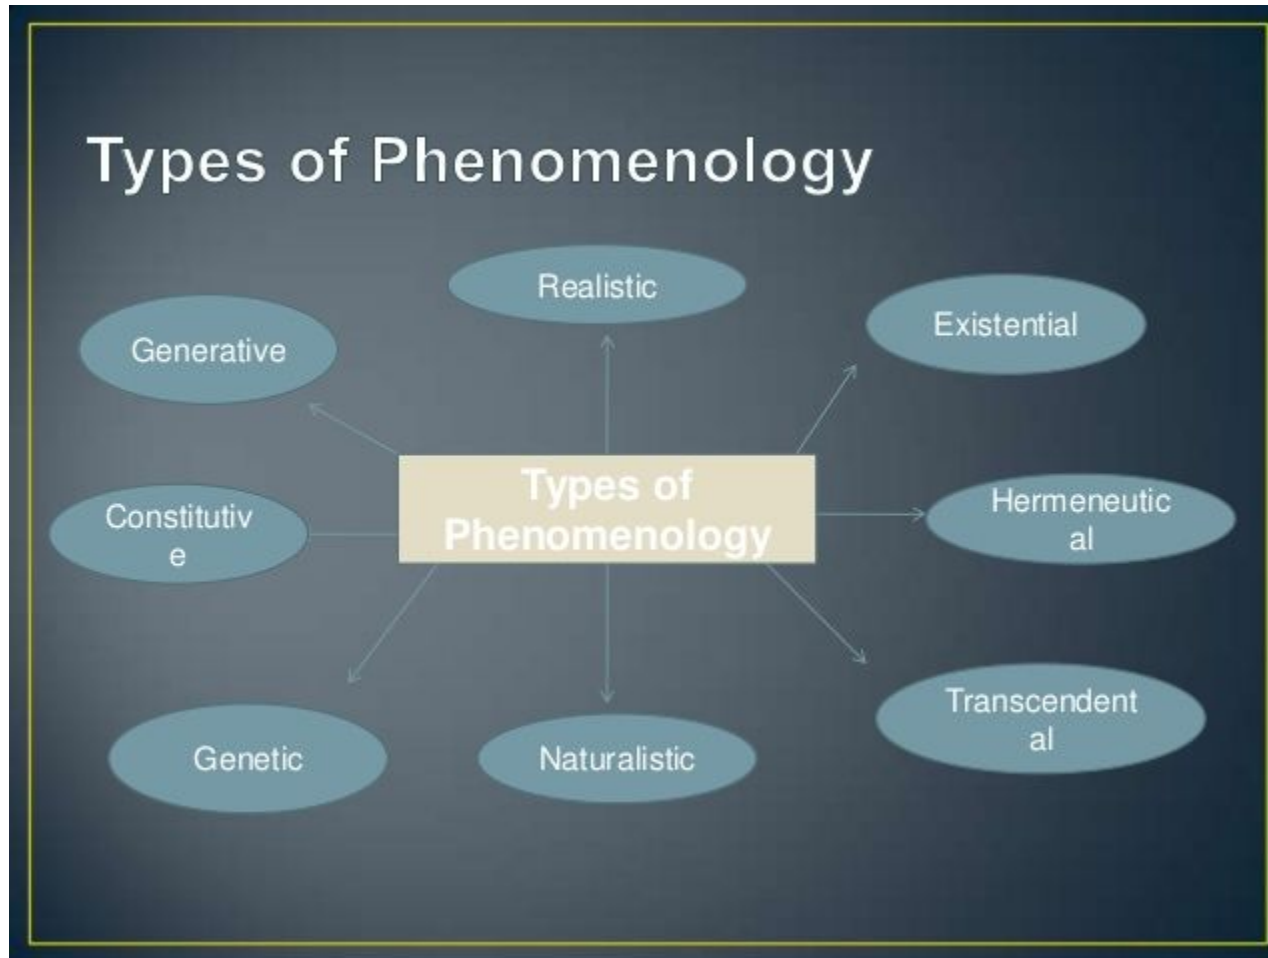 Types of Phenomenology
Realistic
Existential
Generative
Types of
Phenomenology
Hermeneutic
al
Constitutiv
e
Transcendent
al
Genetic
Naturalistic